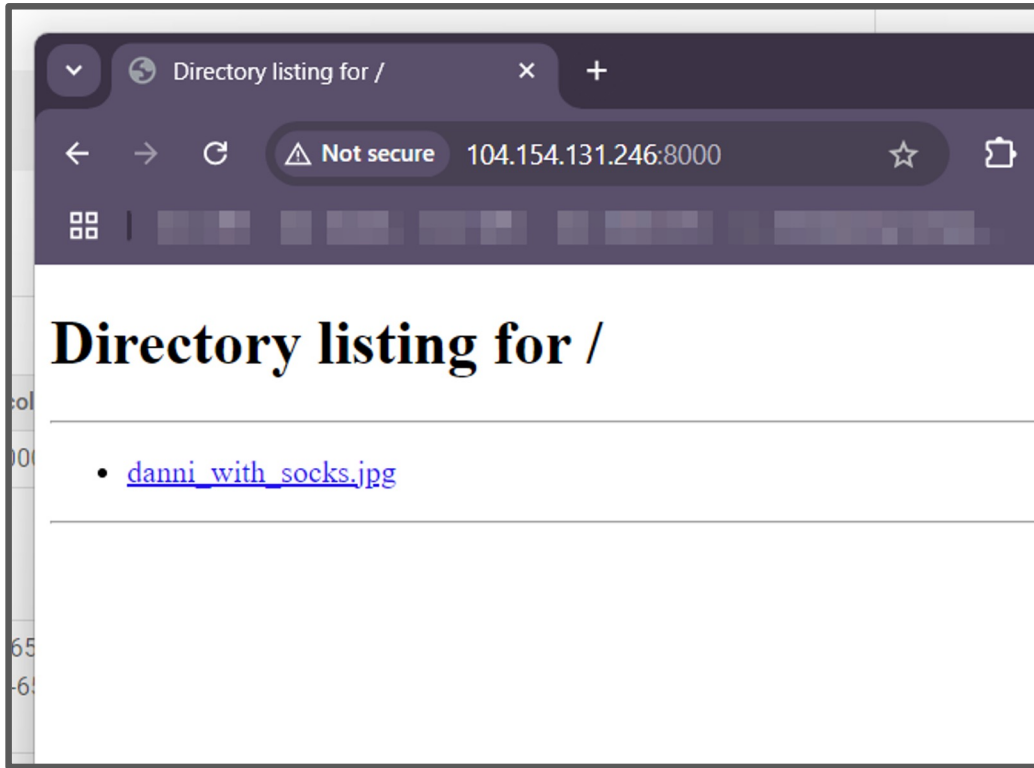 Directory listing for /
Not secure 104.154.131.246:8000
Directory listing for /
danni_with_socks.jpg